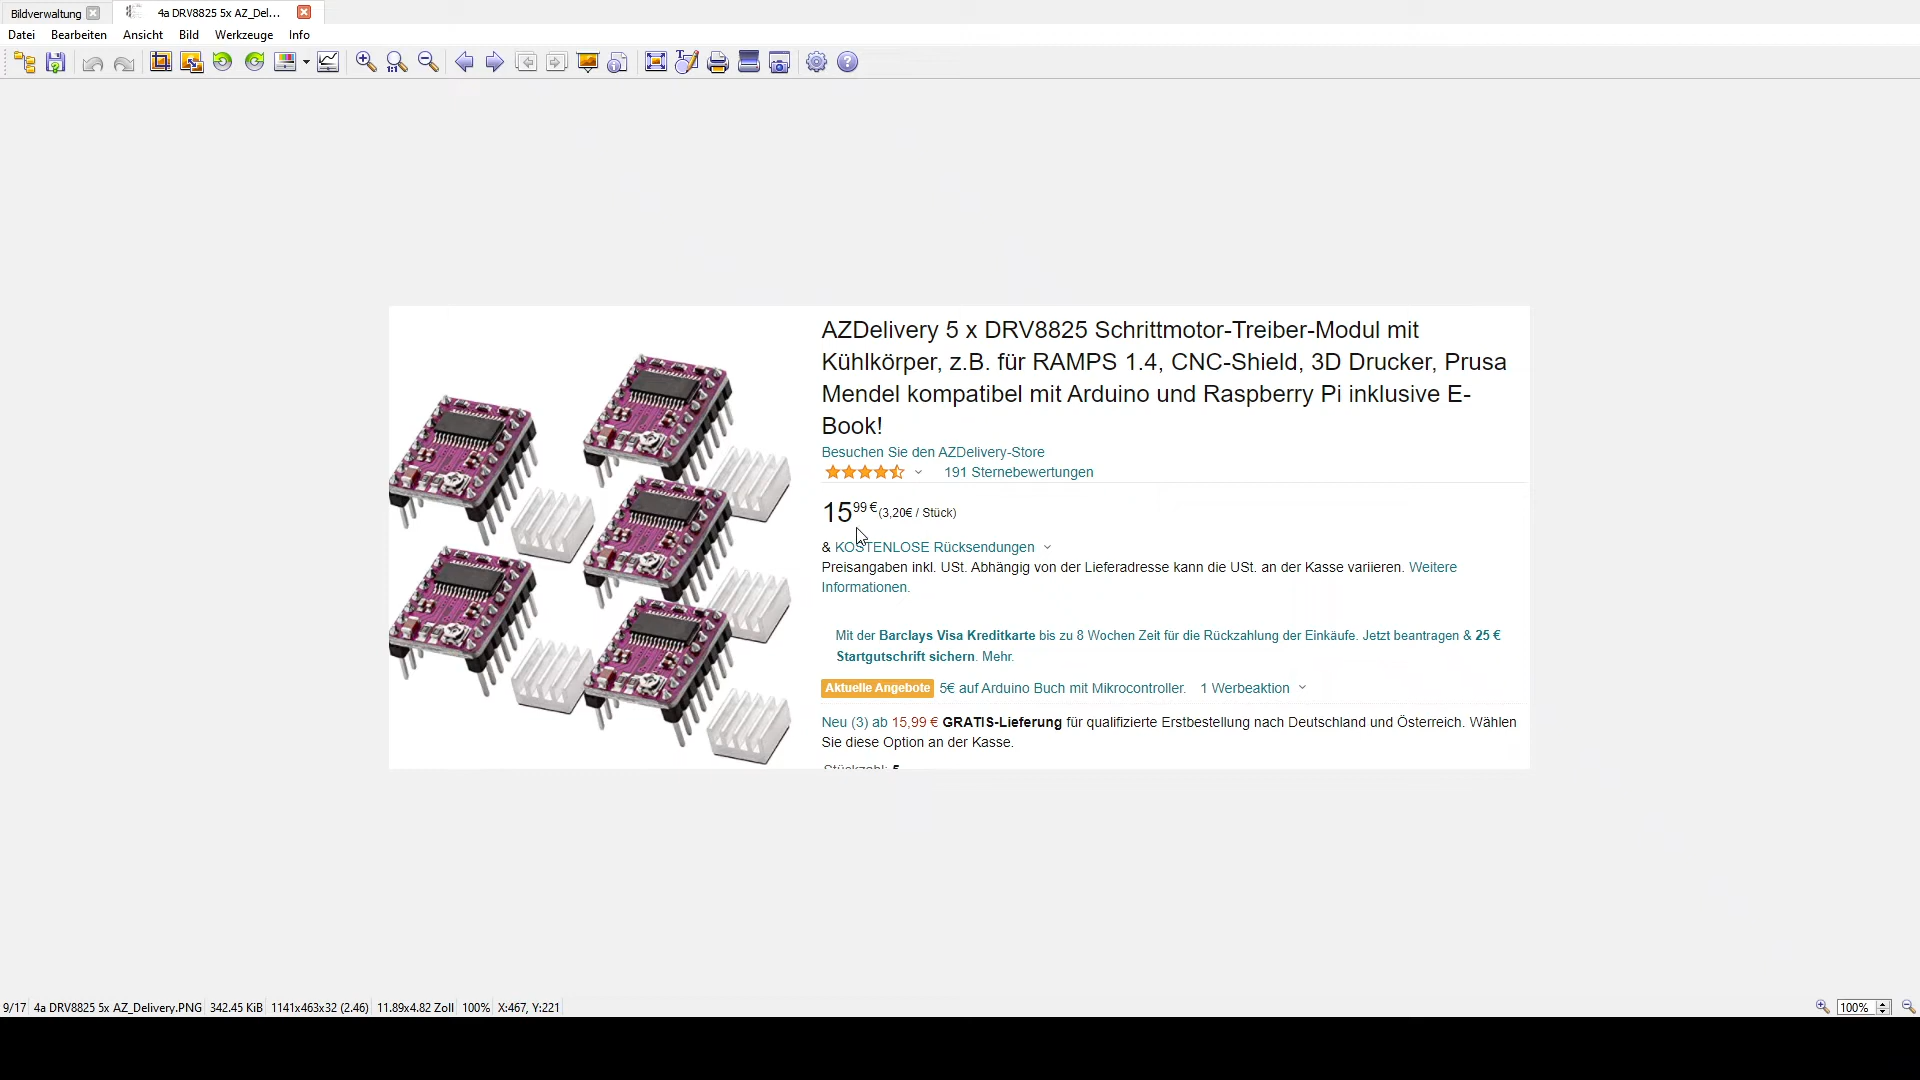 Bildverwaltung
4a DRV8825 5x AZ_Del...
Datei Bearbeiten Ansicht Bild Werkzeuge Info
AZDelivery 5 x DRV8825 Schrittmotor-Treiber-Modul mit
Kühlkörper, z.B. für RAMPS 1.4, CNC-Shield, 3D Drucker, Prusa
Mendel kompatibel mit Arduino und Raspberry Pi inklusive E-
Book!
Besuchen Sie den AZDelivery-Store
191 Sternebewertungen
15 99 € (3,20€ / Stück)
& KOSTENLOSE Rücksendungen
Preisangaben inkl. USt. Abhängig von der Lieferadresse kann die USt. an der Kasse variieren. Weitere
Informationen.
Mit der Barclays Visa Kreditkarte bis zu 8 Wochen Zeit für die Rückzahlung der Einkäufe. Jetzt beantragen & 25 €
Startgutschrift sichern. Mehr.
Aktuelle Angebote 5€ auf Arduino Buch mit Mikrocontroller. 1 Werbeaktion
Neu (3) ab 15,99 € GRATIS-Lieferung für qualifizierte Erstbestellung nach Deutschland und Österreich. Wählen
Sie diese Option an der Kasse.
Stückzahl: 5
9/17 4a DRV8825 5x AZ_Delivery.PNG 342.45 KiB 1141x463x32 (2.46) 11.89x4.82 Zoll 100% X:467, Y:221
100%